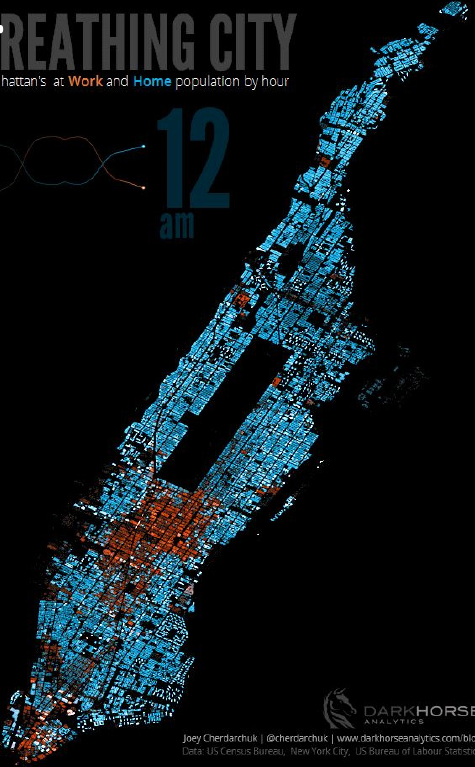 REATHING CITY
hattan's at Work and Home population by hour
12
am
DARKHORSE
ANALYTICS
Joey Cherdarchuk | @cherdarchuk | www.darkhorseanalytics.com/blo
Data: US Census Bureau, New York City, US Bureau of Labour Statistic